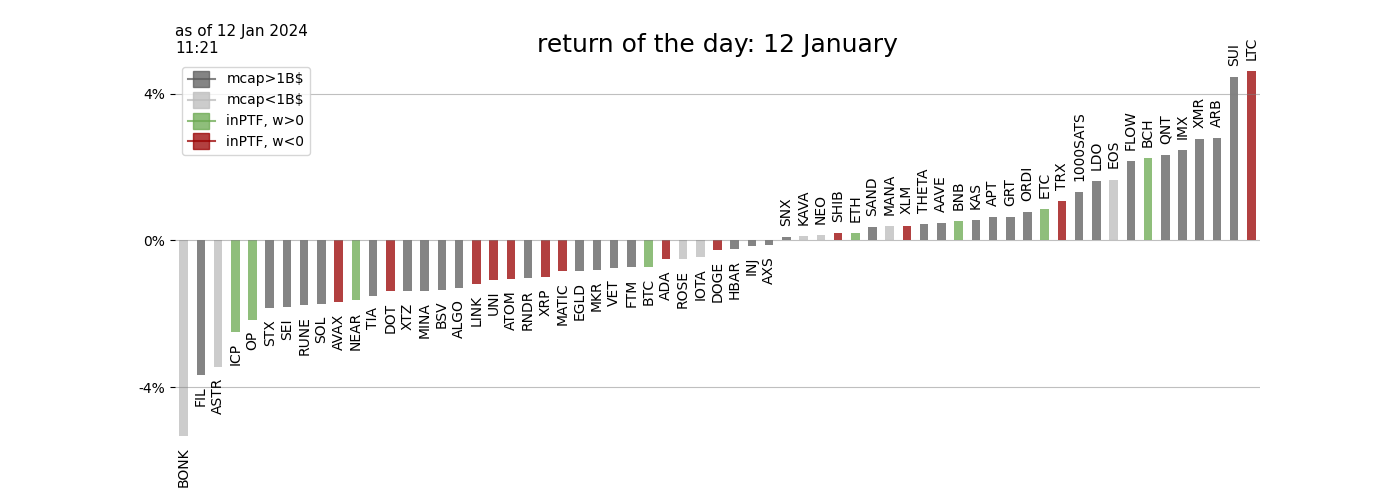 as of 12 Jan 2024
11:21
return of the day: 12 January
mcap>1B$
mcap<1B$
inPTF, w>0
inPTF, w<0
4%
0%
-4%
BONK
FIL
ASTR
ICP
OP
STX
SEI
RUNE
SOL
AVAX
NEAR
TIA
DOT
XTZ
MINA
BSV
ALGO
LINK
UNI
ATOM
RNDR
XRP
MATIC
EGLD
MKR
VET
FTM
BTC
ADA
ROSE
IOTA
DOGE
HBAR
INJ
AXS
SNX
KAVA
NEO
SHIB
ETH
SAND
MANA
XLM
THETA
AAVE
BNB
KAS
APT
GRT
ORDI
ETC
TRX
1000SATS
LDO
EOS
FLOW
BCH
QNT
IMX
XMR
ARB
SUI
LTC